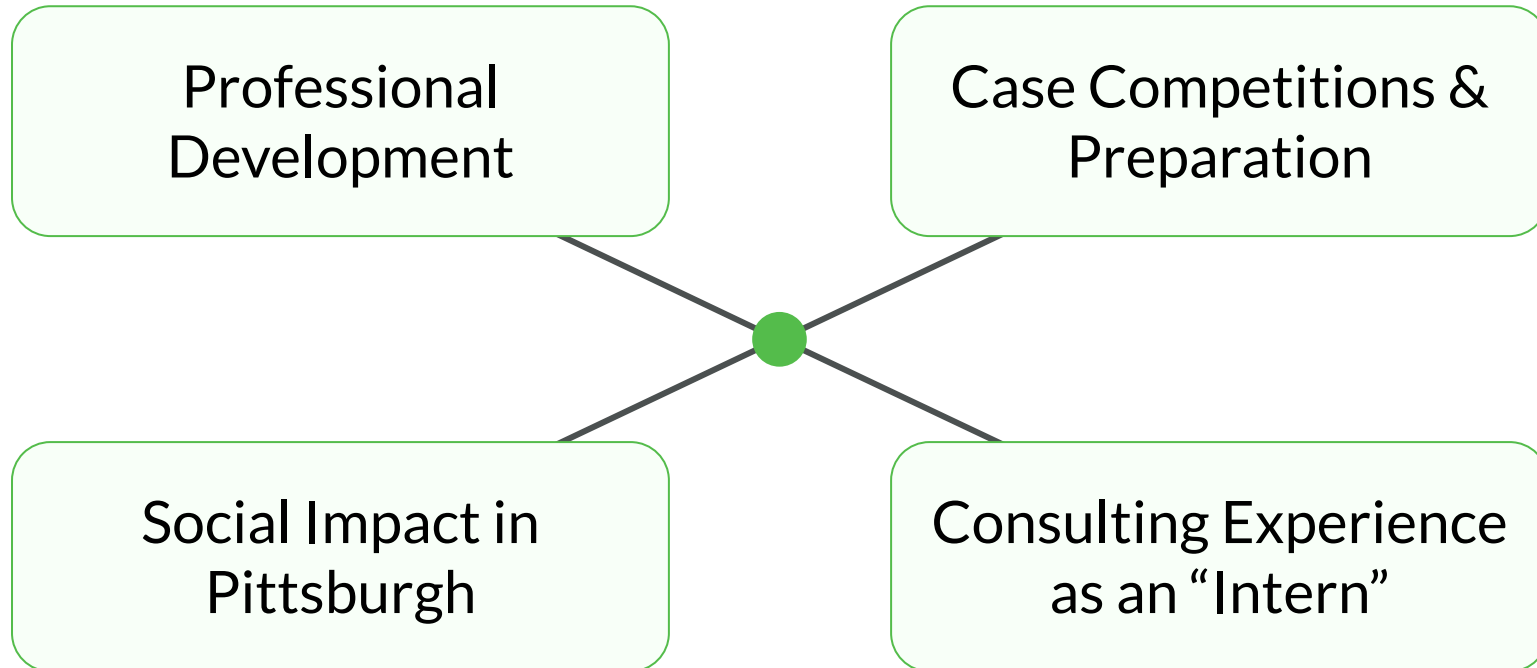 Professional
Development
Case Competitions &
Preparation
Social Impact in
Pittsburgh
Consulting Experience
as an “Intern”